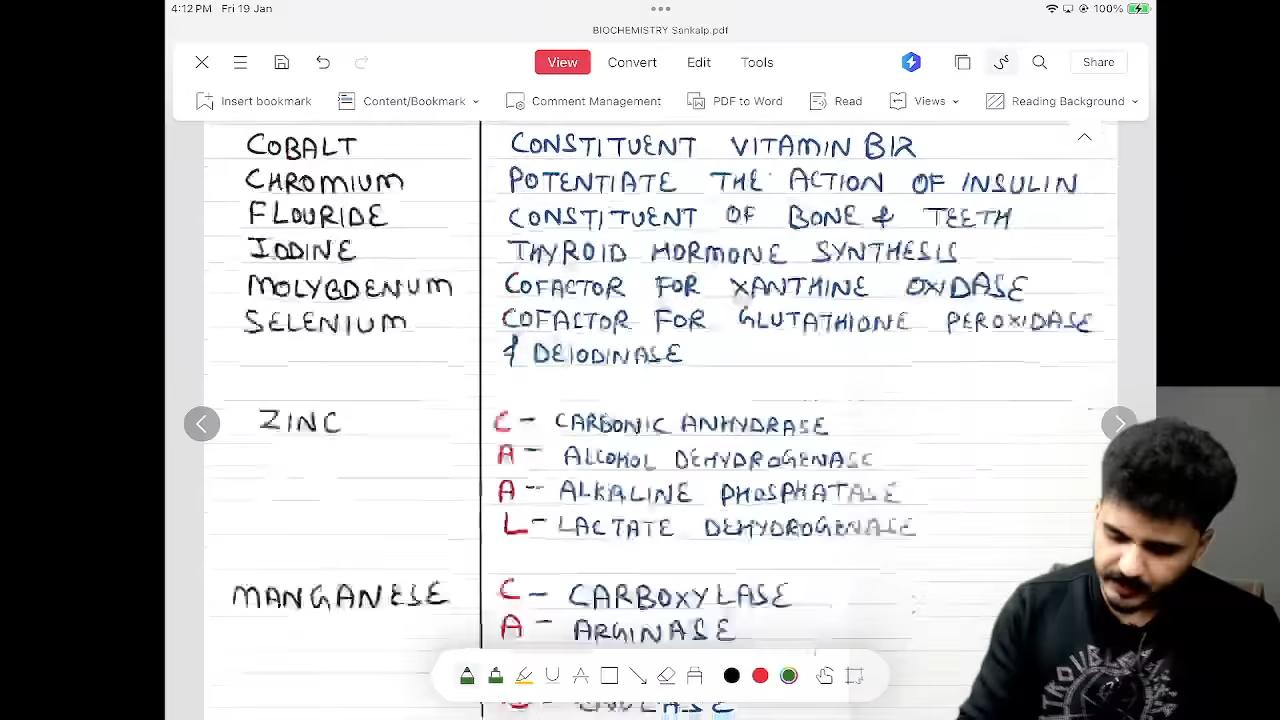 4:12 PM Fri 19 Jan
100%
BIOCHEMISTRY Sankalp.pdf
View Convert Edit Tools Share
Insert bookmark Content/Bookmark Comment Management PDF to Word Read Views Reading Background
COBALT CONSTITUENT VITAMIN B12
CHROMIUM POTENTIATE THE ACTION OF INSULIN
FLOURIDE CONSTITUENT OF BONE & TEETH
IODINE THYROID HORMONE SYNTHESIS
MOLYBDENUM COFACTOR FOR XANTHINE OXIDASE
SELENIUM COFACTOR FOR GLUTATHIONE PEROXIDASE
& DEIODINASE
ZINC C - CARBONIC ANHYDRASE
A - ALCOHOL DEHYDROGENASE
A - ALKALINE PHOSPHATASE
L - LACTATE DEHYDROGENASE
MANGANESE C - CARBOXYLASE
A - ARGINASE